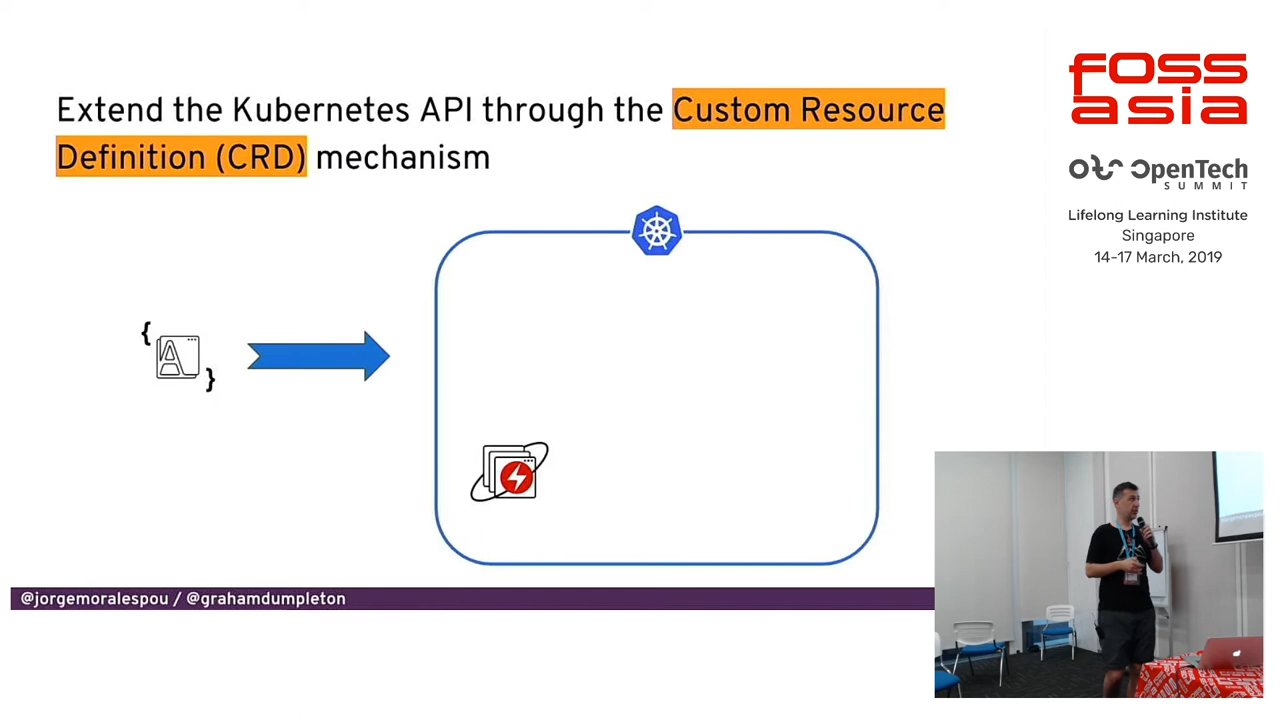 Extend the Kubernetes API through the Custom Resource
Definition (CRD) mechanism
{
A
}
@jorgemoralespou / @grahamdumpleton
FOSS
asia
OpenTech
SUMMIT
Lifelong Learning Institute
Singapore
14-17 March, 2019